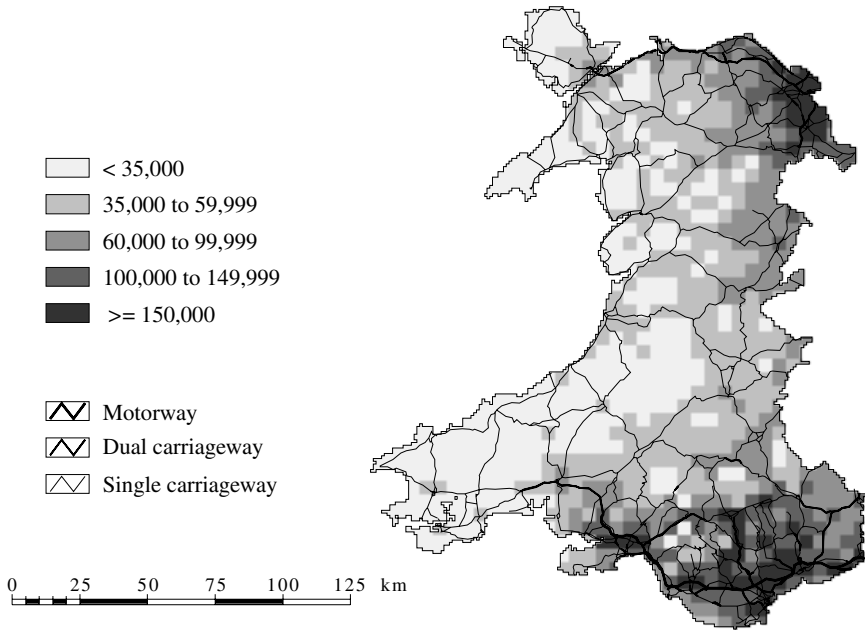 < 35,000
35,000 to 59,999
60,000 to 99,999
100,000 to 149,999
>= 150,000
Motorway
Dual carriageway
Single carriageway
0 25 50 75 100 125 km